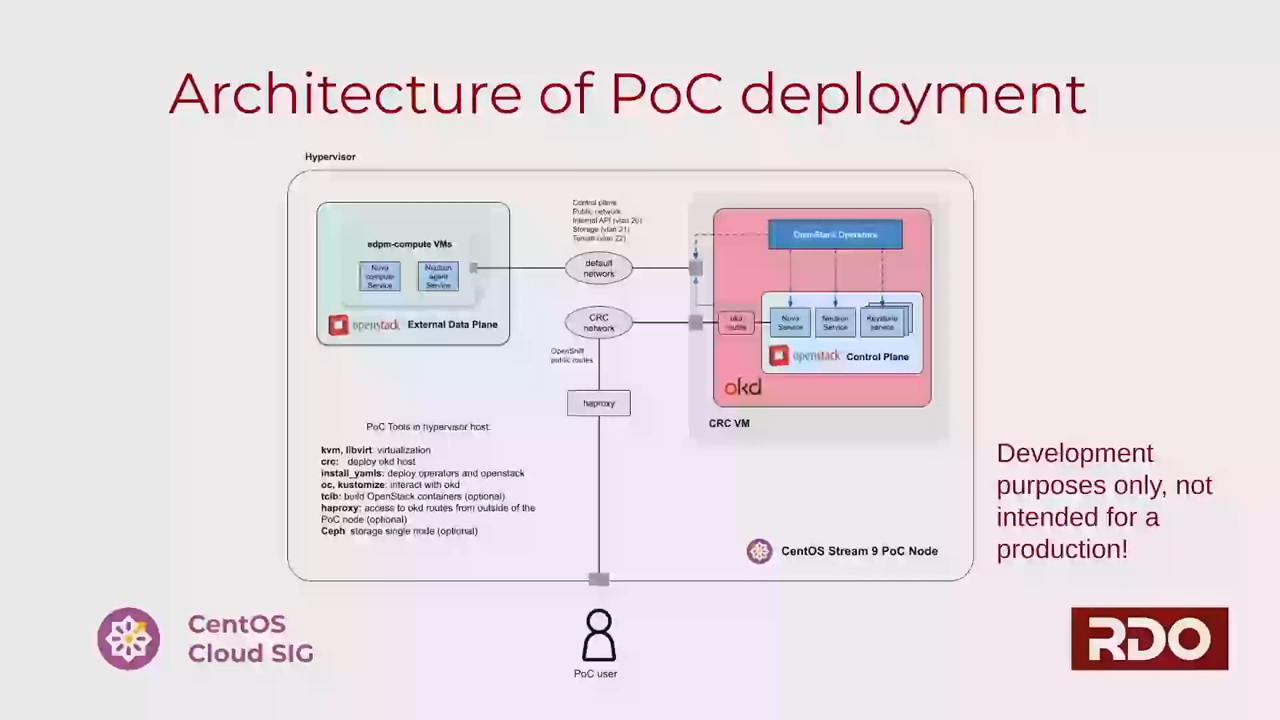 Architecture of PoC deployment
Hypervisor
edpm-compute VMs
Nova
compute
Service
Neutron
agent
Service
openstack External Data Plane
Control plane
Public network
Internal API (vlan 20)
Storage (vlan 21)
Tenant (vlan 22)
default
network
CRC
network
OpenShift
public routes
haproxy
OpenStack Operators
okd
routes
Nova
Service
Neutron
Service
Keystone
service
openstack Control Plane
okd
CRC VM
PoC Tools in hypervisor host:
kvm, libvirt: virtualization
crc: deploy okd host
install_yamls: deploy operators and openstack
oc, kustomize: interact with okd
tcib: build OpenStack containers (optional)
haproxy: access to okd routes from outside of the
PoC node (optional)
Ceph storage single node (optional)
CentOS Stream 9 PoC Node
Development
purposes only, not
intended for a
production!
CentOS
Cloud SIG
PoC user
RDO